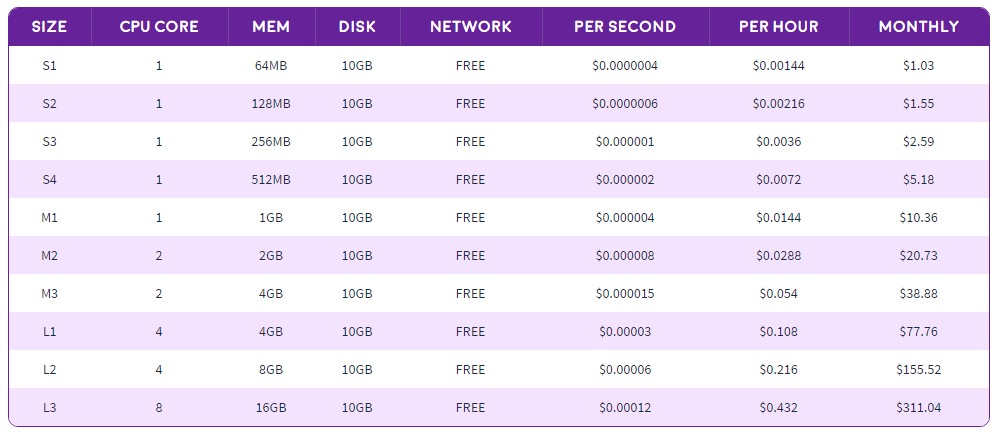 SIZE CPU CORE MEM DISK NETWORK PER SECOND PER HOUR MONTHLY
S1 1 64MB 10GB FREE $0.0000004 $0.00144 $1.03
S2 1 128MB 10GB FREE $0.0000006 $0.00216 $1.55
S3 1 256MB 10GB FREE $0.000001 $0.0036 $2.59
S4 1 512MB 10GB FREE $0.000002 $0.0072 $5.18
M1 1 1GB 10GB FREE $0.000004 $0.0144 $10.36
M2 2 2GB 10GB FREE $0.000008 $0.0288 $20.73
M3 2 4GB 10GB FREE $0.000015 $0.054 $38.88
L1 4 4GB 10GB FREE $0.00003 $0.108 $77.76
L2 4 8GB 10GB FREE $0.00006 $0.216 $155.52
L3 8 16GB 10GB FREE $0.00012 $0.432 $311.04